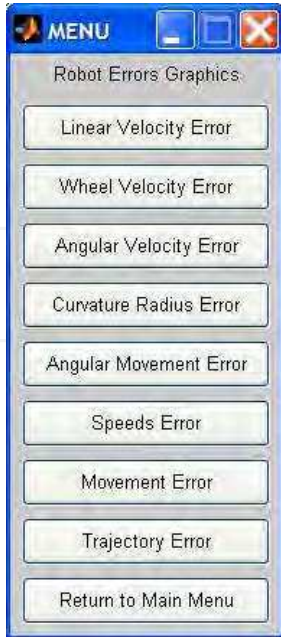 MENU
Robot Errors Graphics
Linear Velocity Error
Wheel Velocity Error
Angular Velocity Error
Curvature Radius Error
Angular Movement Error
Speeds Error
Movement Error
Trajectory Error
Return to Main Menu